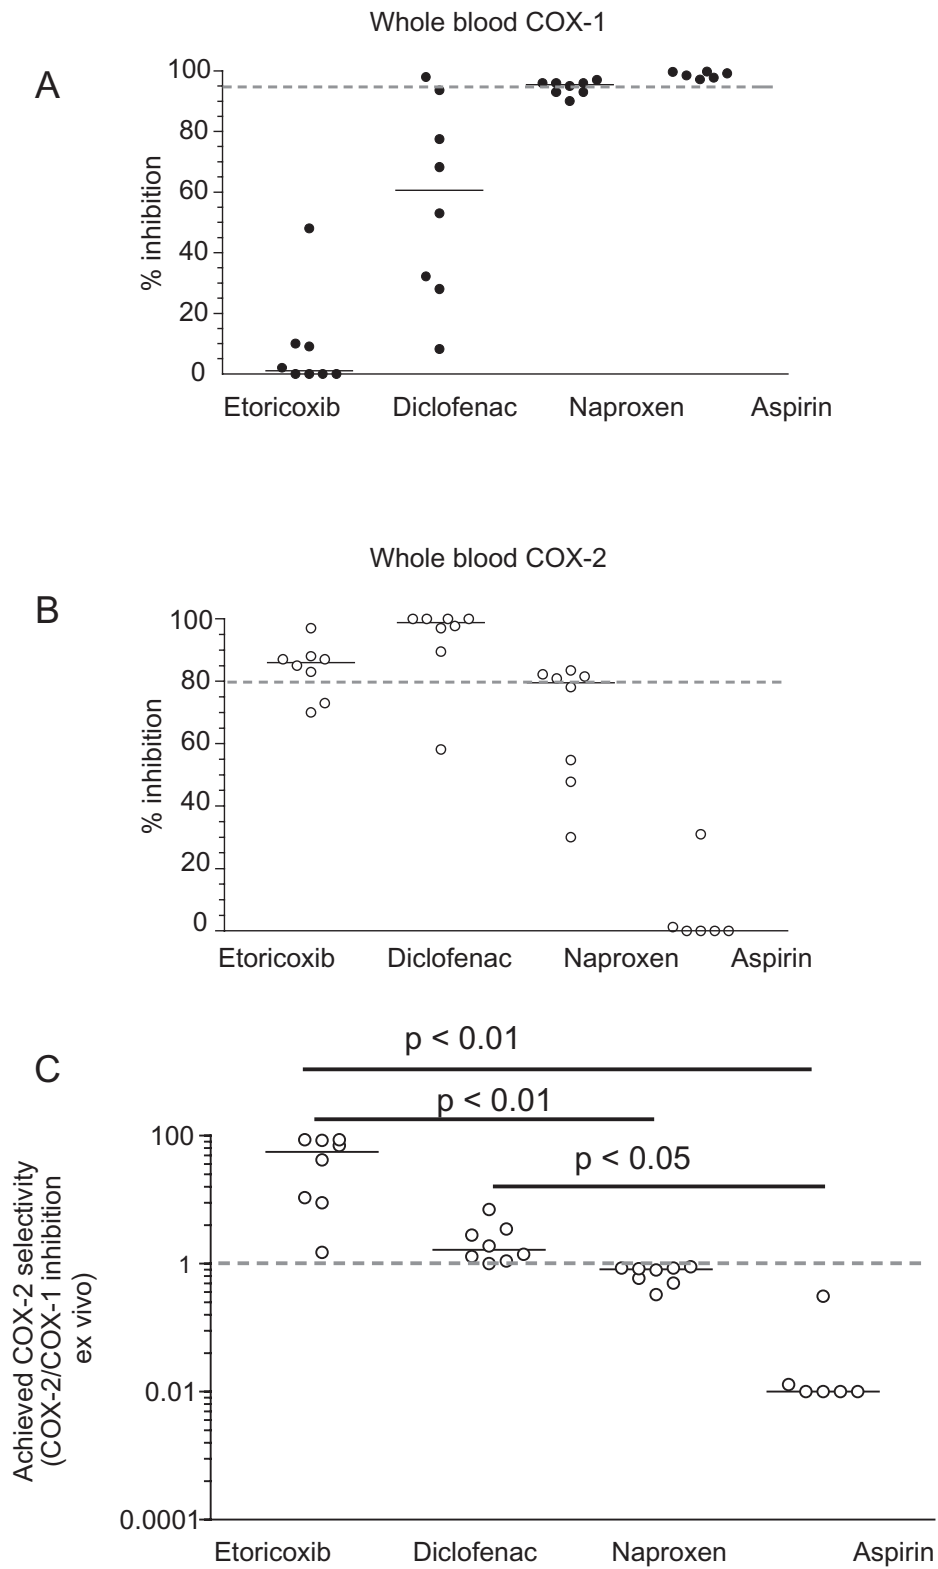 Whole blood COX-1
A
% inhibition
100
80
60
40
20
0
Etoricoxib Diclofenac Naproxen Aspirin
Whole blood COX-2
B
% inhibition
100
80
60
40
20
0
Etoricoxib Diclofenac Naproxen Aspirin
C
p < 0.01
p < 0.01
p < 0.05
Achieved COX-2 selectivity
(COX-2/COX-1 inhibition
ex vivo)
100
1
0.01
0.0001
Etoricoxib Diclofenac Naproxen Aspirin